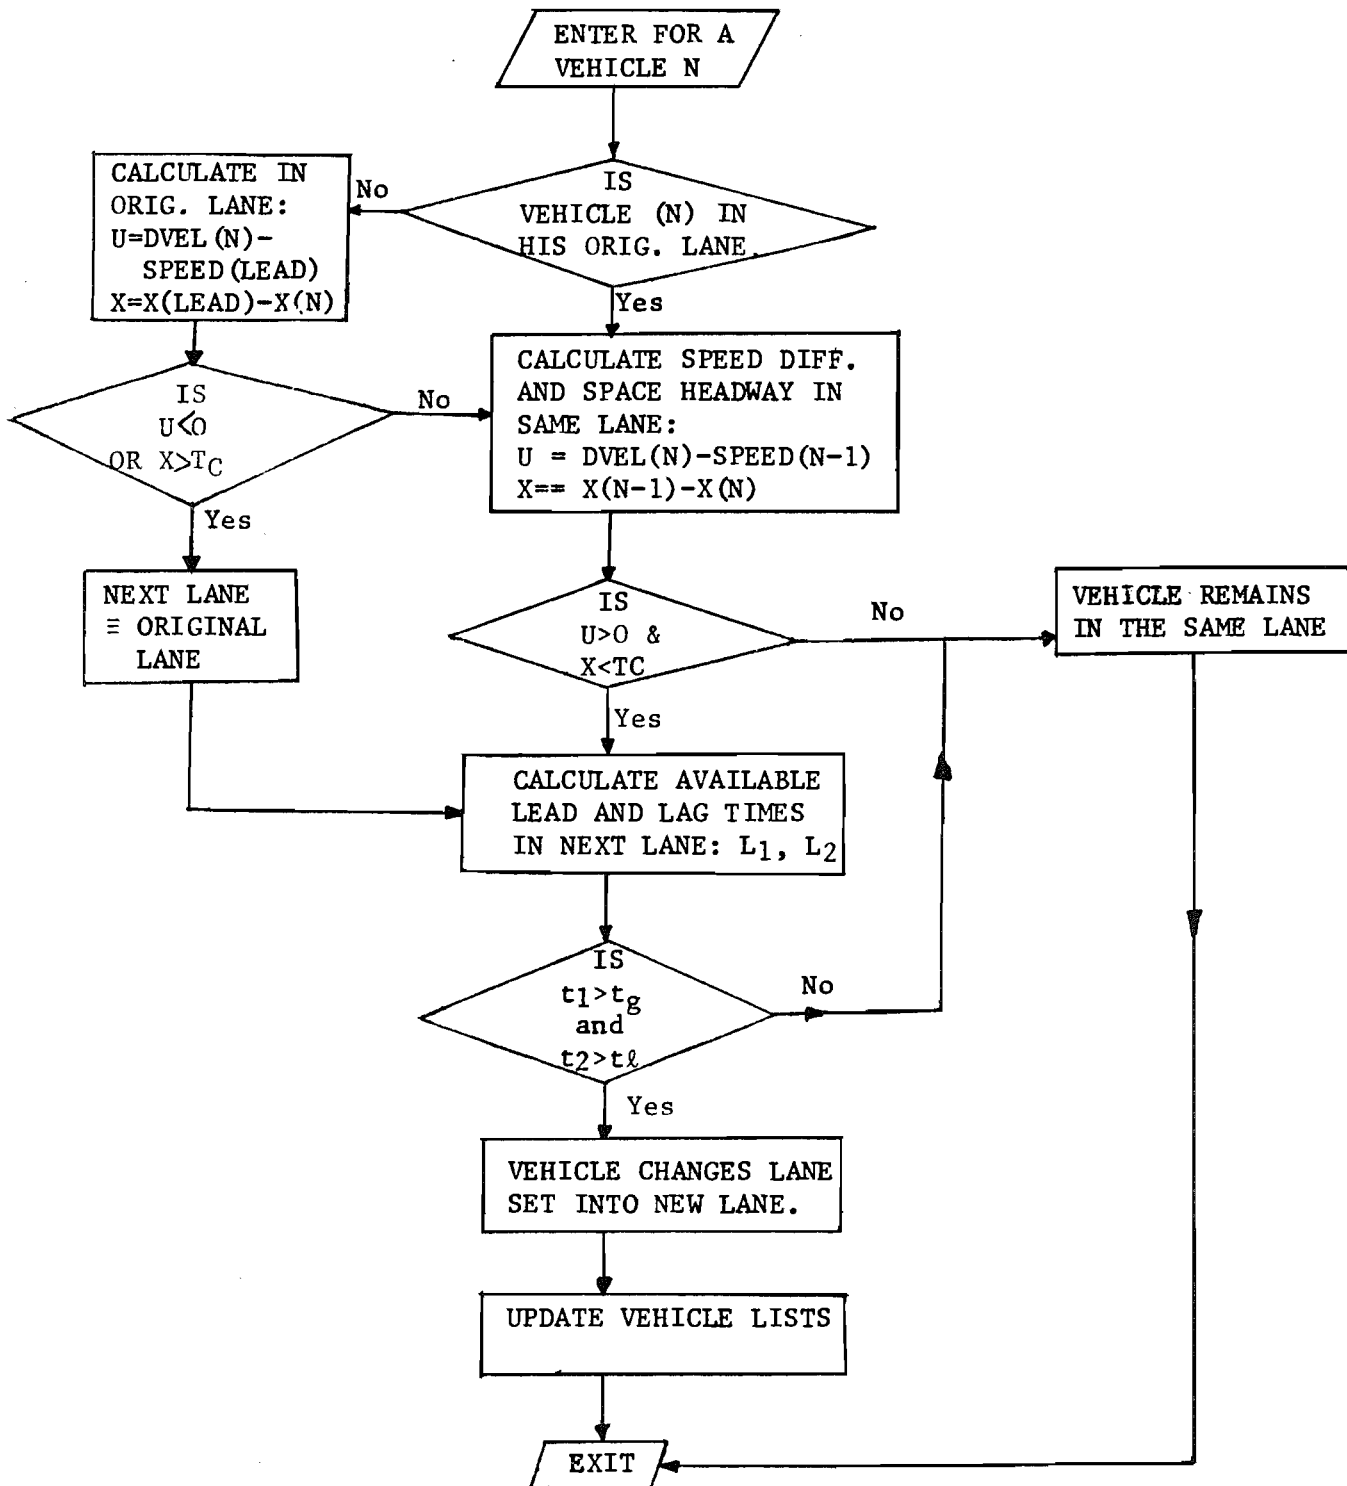 ENTER FOR A
VEHICLE N
IS
VEHICLE (N) IN
HIS ORIG. LANE.
No
Yes
CALCULATE IN
ORIG. LANE:
U=DVEL(N)-
SPEED(LEAD)
X=X(LEAD)-X(N)
IS
U<0
OR X>TC
No
Yes
NEXT LANE
≡ ORIGINAL
LANE
CALCULATE SPEED DIFF.
AND SPACE HEADWAY IN
SAME LANE:
U = DVEL(N)-SPEED(N-1)
X== X(N-1)-X(N)
IS
U>0 &
X<TC
No
Yes
VEHICLE REMAINS
IN THE SAME LANE
CALCULATE AVAILABLE
LEAD AND LAG TIMES
IN NEXT LANE: L1, L2
IS
t1>tg
and
t2>tℓ
No
Yes
VEHICLE CHANGES LANE
SET INTO NEW LANE.
UPDATE VEHICLE LISTS
EXIT